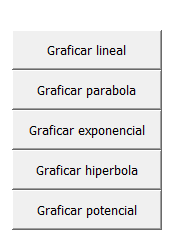 Graficar lineal
Graficar parabola
Graficar exponencial
Graficar hiperbola
Graficar potencial